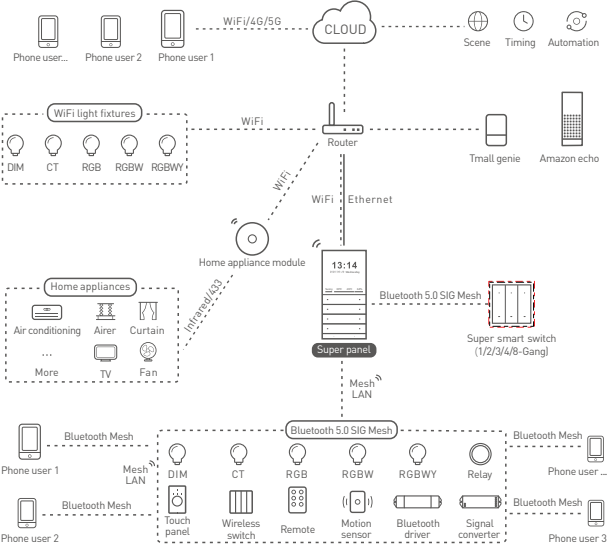 WiFi/4G/5G
CLOUD
Phone user...
Phone user 2
Phone user 1
Scene
Timing
Automation
WiFi light fixtures
WiFi
Router
DIM
CT
RGB
RGBW
RGBWY
Tmall genie
Amazon echo
WiFi
WiFi
Ethernet
Home appliance module
13:14
Home appliances
Infrared/433
Bluetooth 5.0 SIG Mesh
Air conditioning
Airer
Curtain
Super smart switch
(1/2/3/4/8-Gang)
Super panel
...
More
TV
Fan
Mesh
LAN
Bluetooth 5.0 SIG Mesh
Bluetooth Mesh
Bluetooth Mesh
Phone user 1
Mesh
LAN
DIM
CT
RGB
RGBW
RGBWY
Relay
Phone user ...
Bluetooth Mesh
Bluetooth Mesh
Touch
panel
Wireless
switch
Remote
Motion
sensor
Bluetooth
driver
Signal
converter
Phone user 2
Phone user 3